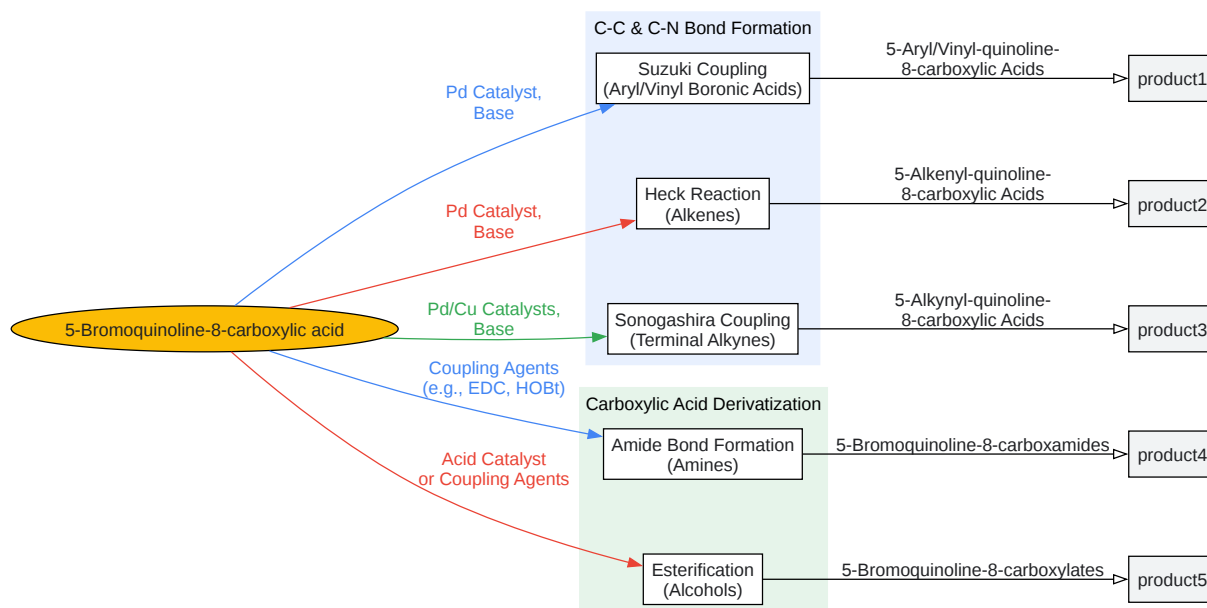 C-C & C-N Bond Formation
Suzuki Coupling
(Aryl/Vinyl Boronic Acids)
5-Aryl/Vinyl-quinoline-
8-carboxylic Acids
product1
Pd Catalyst,
Base
Heck Reaction
(Alkenes)
5-Alkenyl-quinoline-
8-carboxylic Acids
product2
Pd Catalyst,
Base
5-Bromoquinoline-8-carboxylic acid
Pd/Cu Catalysts,
Base
Sonogashira Coupling
(Terminal Alkynes)
5-Alkynyl-quinoline-
8-carboxylic Acids
product3
Coupling Agents
(e.g., EDC, HOBt)
Carboxylic Acid Derivatization
Amide Bond Formation
(Amines)
5-Bromoquinoline-8-carboxamides
product4
Acid Catalyst
or Coupling Agents
Esterification
(Alcohols)
5-Bromoquinoline-8-carboxylates
product5